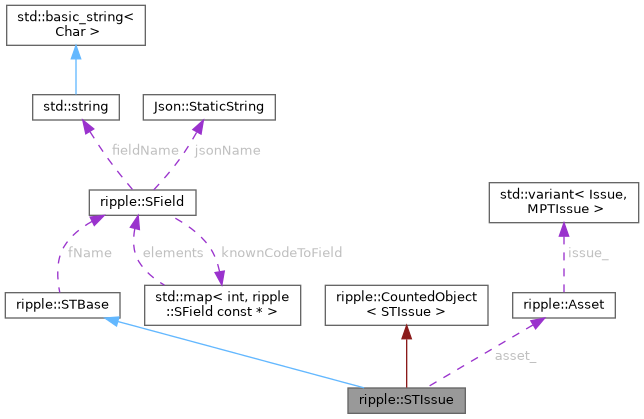 std::basic_string<
Char >
std::string
Json::StaticString
fieldName
jsonName
ripple::SField
std::variant< Issue,
MPTIssue >
fName
elements
knownCodeToField
issue_
ripple::STBase
std::map< int, ripple
::SField const * >
ripple::CountedObject
< STIssue >
ripple::Asset
asset_
ripple::STIssue